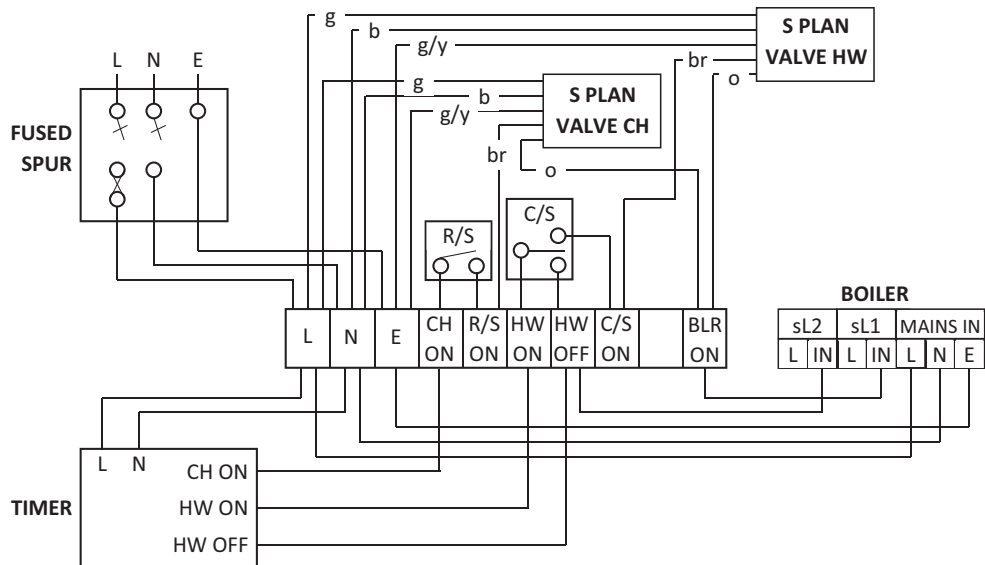 g
S PLAN
VALVE HW
b
g/y
br
o
L N E
FUSED
SPUR
g
b
g/y
S PLAN
VALVE CH
br
o
R/S
C/S
L
N
E
CH
ON
R/S
ON
HW
ON
HW
OFF
C/S
ON
BLR
ON
BOILER
sL2 sL1 MAINS IN
L IN L IN L N E
TIMER
L N
CH ON
HW ON
HW OFF